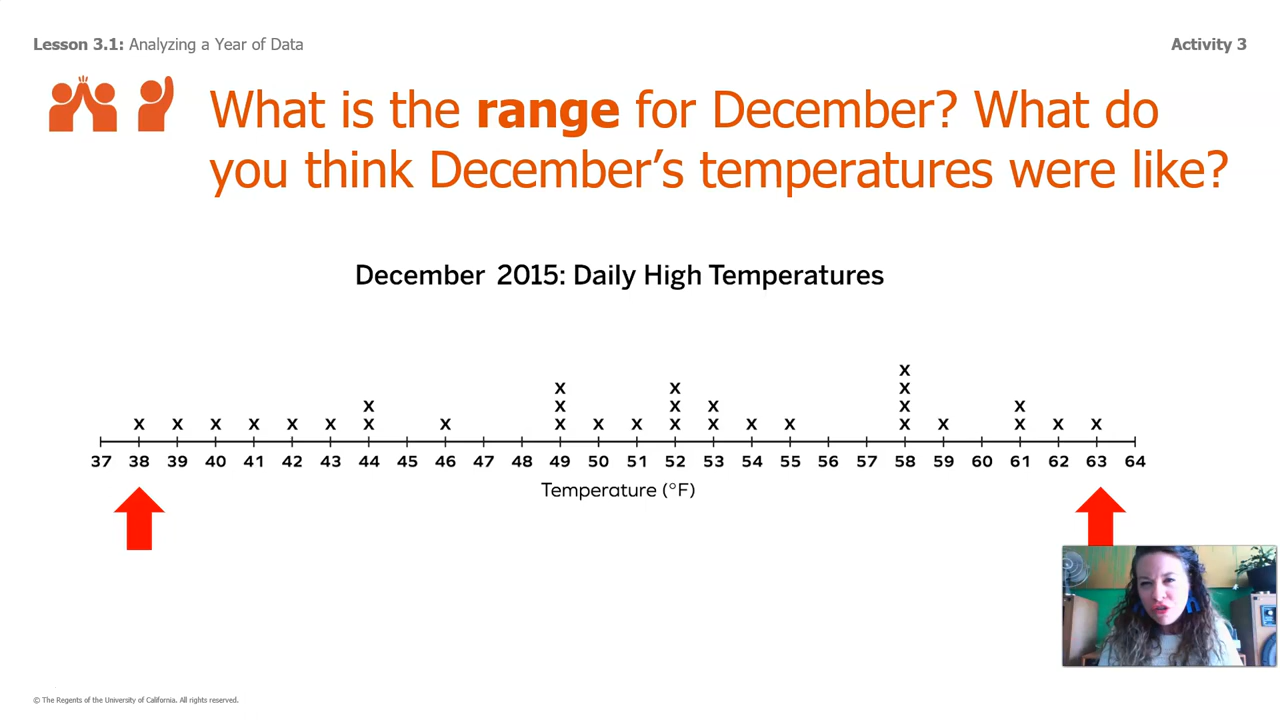 Lesson 3.1: Analyzing a Year of Data
Activity 3
What is the range for December? What do
you think December’s temperatures were like?
December 2015: Daily High Temperatures
x
x x x
x x x x x x
x x x x x x x x x x x x x x x x x x x
37 38 39 40 41 42 43 44 45 46 47 48 49 50 51 52 53 54 55 56 57 58 59 60 61 62 63 64
Temperature (°F)
© The Regents of the University of California. All rights reserved.